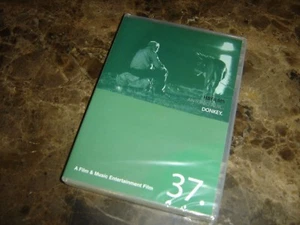 DONKEY.
A Film & Music Entertainment Film
37